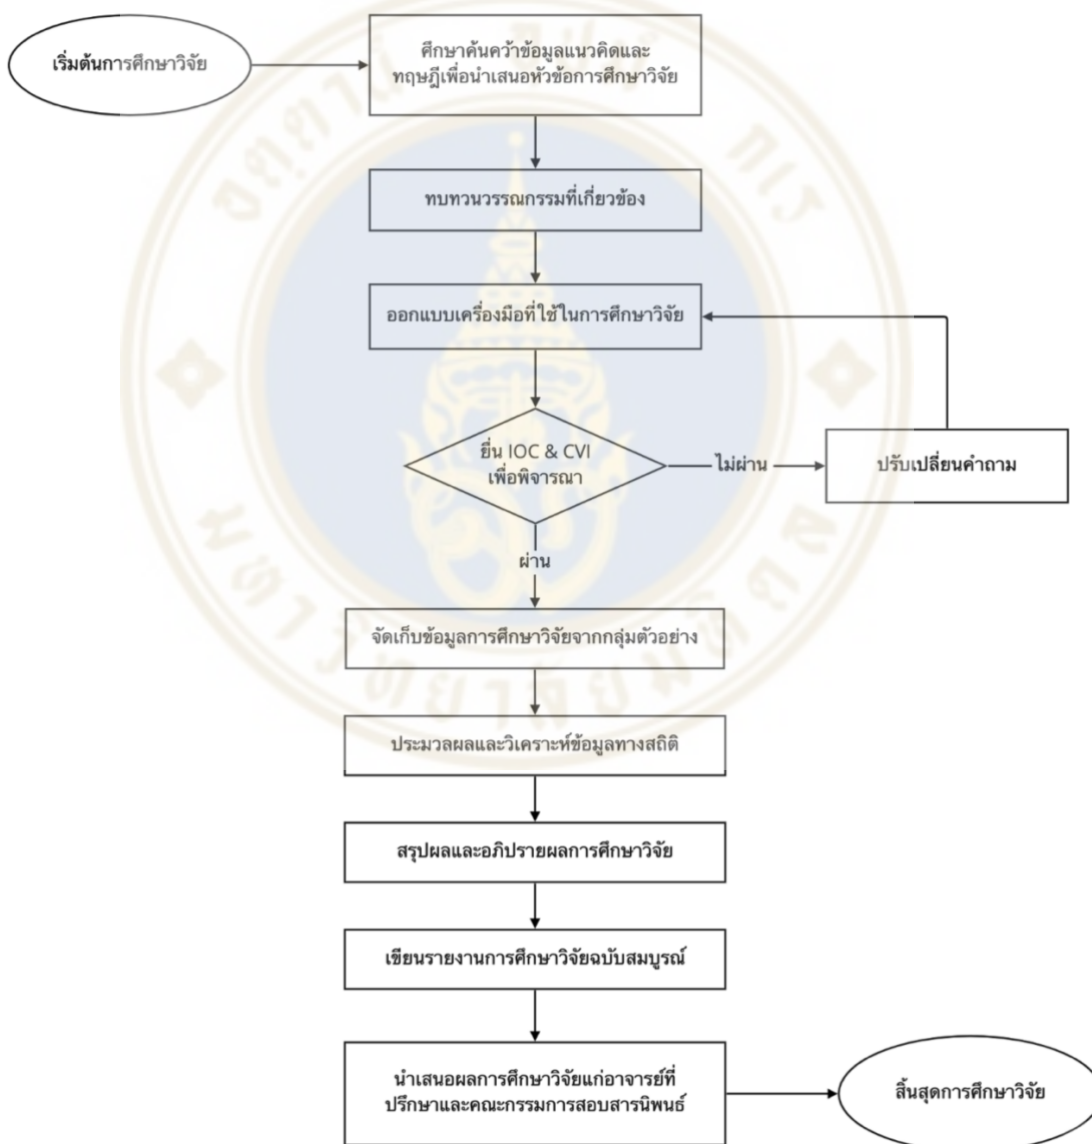 เริ่มต้นการศึกษาวิจัย
ศึกษาค้นคว้าข้อมูลแนวคิดและ
ทฤษฎีเพื่อนำเสนอหัวข้อการศึกษาวิจัย
ทบทวนวรรณกรรมที่เกี่ยวข้อง
ออกแบบเครื่องมือที่ใช้ในการศึกษาวิจัย
ยื่น IOC & CVI
เพื่อพิจารณา
ไม่ผ่าน
ปรับเปลี่ยนคำถาม
ผ่าน
จัดเก็บข้อมูลการศึกษาวิจัยจากกลุ่มตัวอย่าง
ประมวลผลและวิเคราะห์ข้อมูลทางสถิติ
สรุปผลและอภิปรายผลการศึกษาวิจัย
เขียนรายงานการศึกษาวิจัยฉบับสมบูรณ์
นำเสนอผลการศึกษาวิจัยแก่อาจารย์ที่
ปรึกษาและคณะกรรมการสอบสารนิพนธ์
สิ้นสุดการศึกษาวิจัย
มหาวิทยาลัยมหิดล